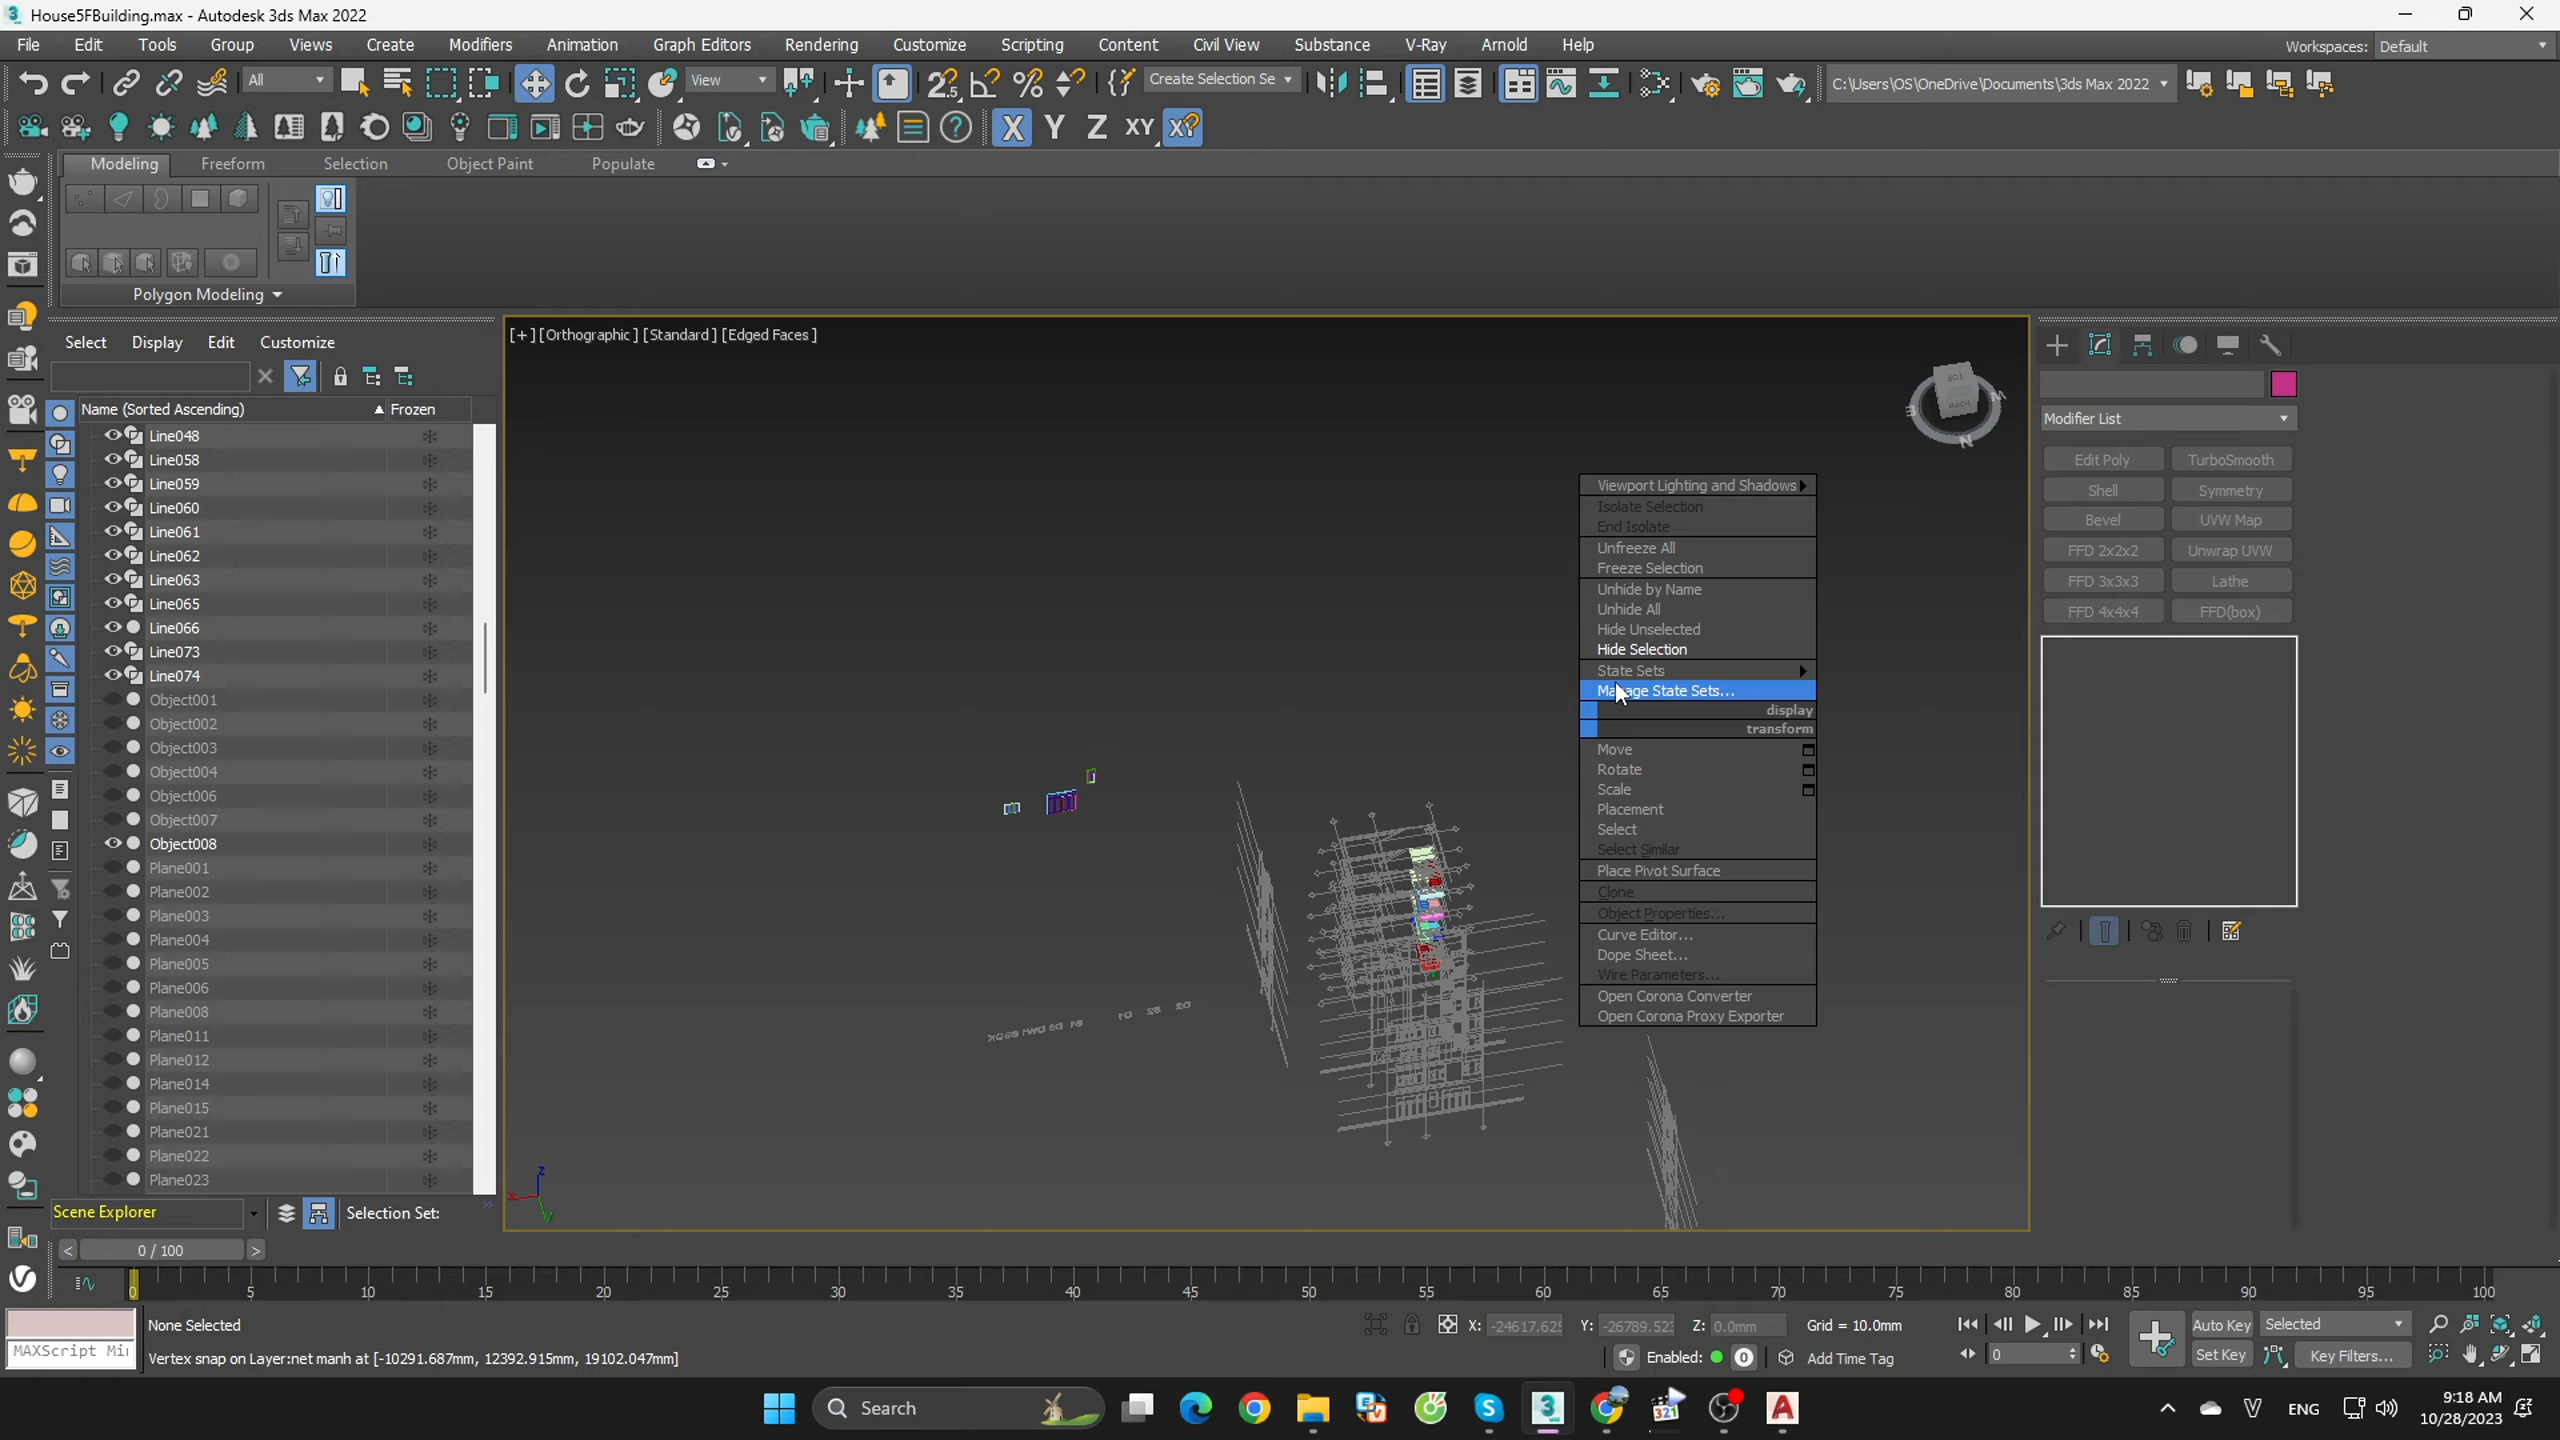 House5FBuilding.max - Autodesk 3ds Max 2022
File Edit Tools Group Views Create Modifiers Animation Graph Editors Rendering Customize Scripting Content Civil View Substance V-Ray Arnold Help
Workspaces: Default
All
View
Create Selection Se
C:\Users\OS\OneDrive\Documents\3ds Max 2022
X Y Z XY
Modeling Freeform Selection Object Paint Populate
Polygon Modeling
Select Display Edit Customize
Name (Sorted Ascending) Frozen
Line048
Line058
Line059
Line060
Line061
Line062
Line063
Line065
Line066
Line073
Line074
Object001
Object002
Object003
Object004
Object006
Object007
Object008
Plane001
Plane002
Plane003
Plane004
Plane005
Plane006
Plane008
Plane011
Plane012
Plane014
Plane015
Plane021
Plane022
Plane023
Scene Explorer
Selection Set:
[+] [Orthographic] [Standard] [Edged Faces]
TOP
BACK
E
W
N
Viewport Lighting and Shadows
Isolate Selection
End Isolate
Unfreeze All
Freeze Selection
Unhide by Name
Unhide All
Hide Unselected
Hide Selection
State Sets
Manage State Sets...
display
transform
Move
Rotate
Scale
Placement
Select
Select Similar
Place Pivot Surface
Clone
Object Properties...
Curve Editor...
Dope Sheet...
Wire Parameters...
Open Corona Converter
Open Corona Proxy Exporter
z
x
y
Modifier List
Edit Poly TurboSmooth
Shell Symmetry
Bevel UVW Map
FFD 2x2x2 Unwrap UVW
FFD 3x3x3 Lathe
FFD 4x4x4 FFD(box)
< 0 / 100 >
0 5 10 15 20 25 30 35 40 45 50 55 60 65 70 75 80 85 90 95 100
MAXScript Mi
None Selected
Vertex snap on Layer:net manh at [-10291.687mm, 12392.915mm, 19102.047mm]
X: -24617.625 Y: -26789.523 Z: 0.0mm Grid = 10.0mm
Enabled: 0 Add Time Tag
0
Auto Key Selected
Set Key Key Filters...
Search
ENG
9:18 AM
10/28/2023